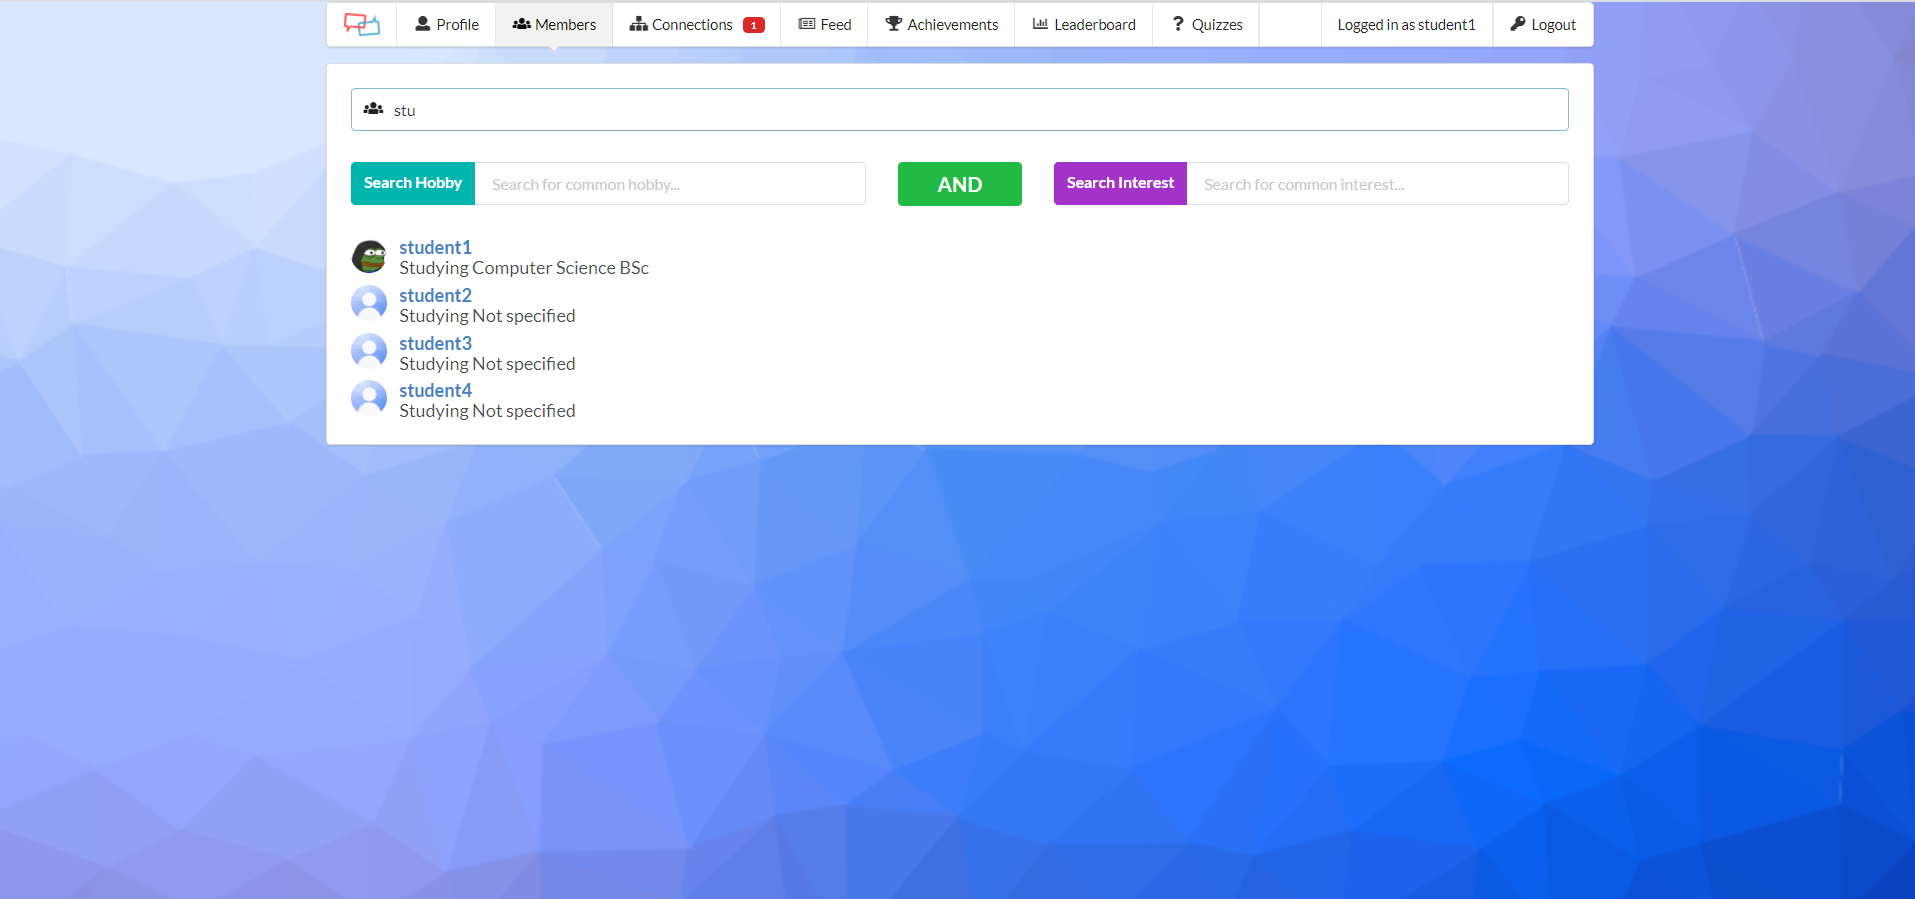 Profile Members Connections 1 Feed Achievements Leaderboard Quizzes Logged in as student1 Logout
stu
Search Hobby Search for common hobby... AND Search Interest Search for common interest...
student1
Studying Computer Science BSc
student2
Studying Not specified
student3
Studying Not specified
student4
Studying Not specified